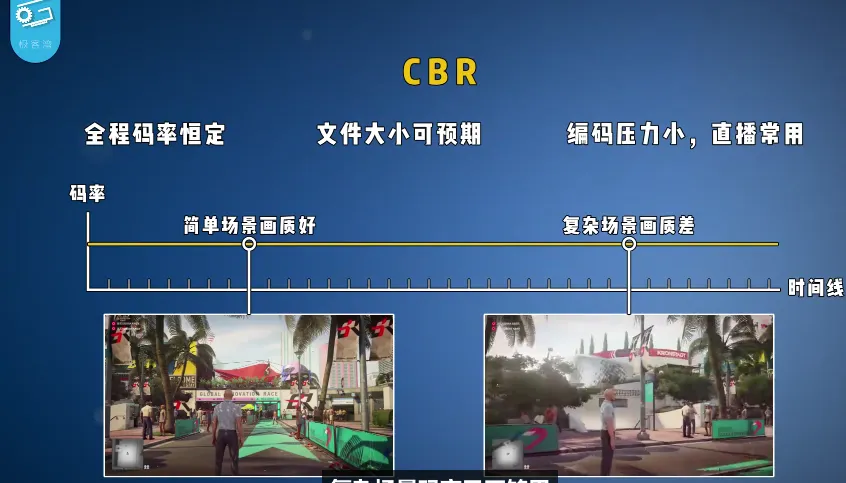 极客湾
CBR
全程码率恒定
文件大小可预期
编码压力小，直播常用
码率
简单场景画质好
复杂场景画质差
时间线
GLOBAL INNOVATION RACE
KRONSTADT